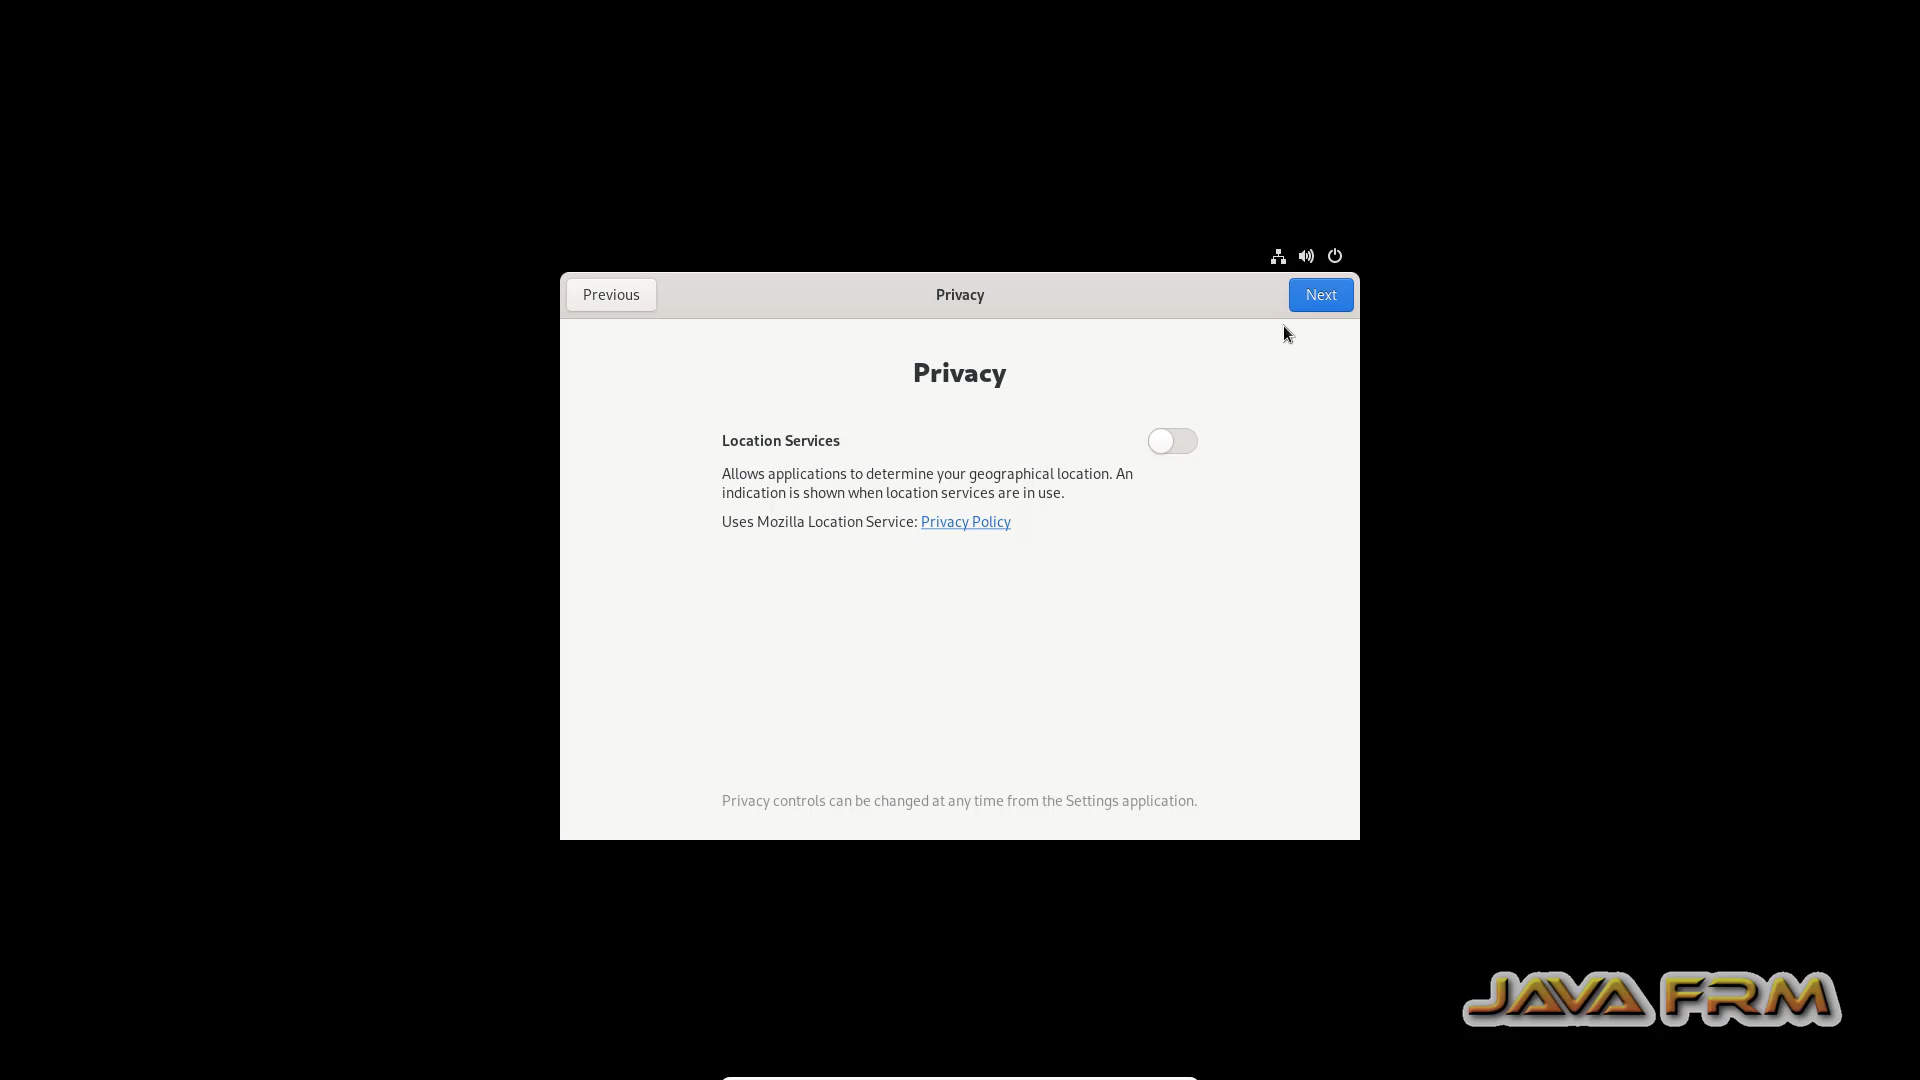 Previous
Privacy
Next
Privacy
Location Services
Allows applications to determine your geographical location. An
indication is shown when location services are in use.
Uses Mozilla Location Service: Privacy Policy
Privacy controls can be changed at any time from the Settings application.
JAVA FRM